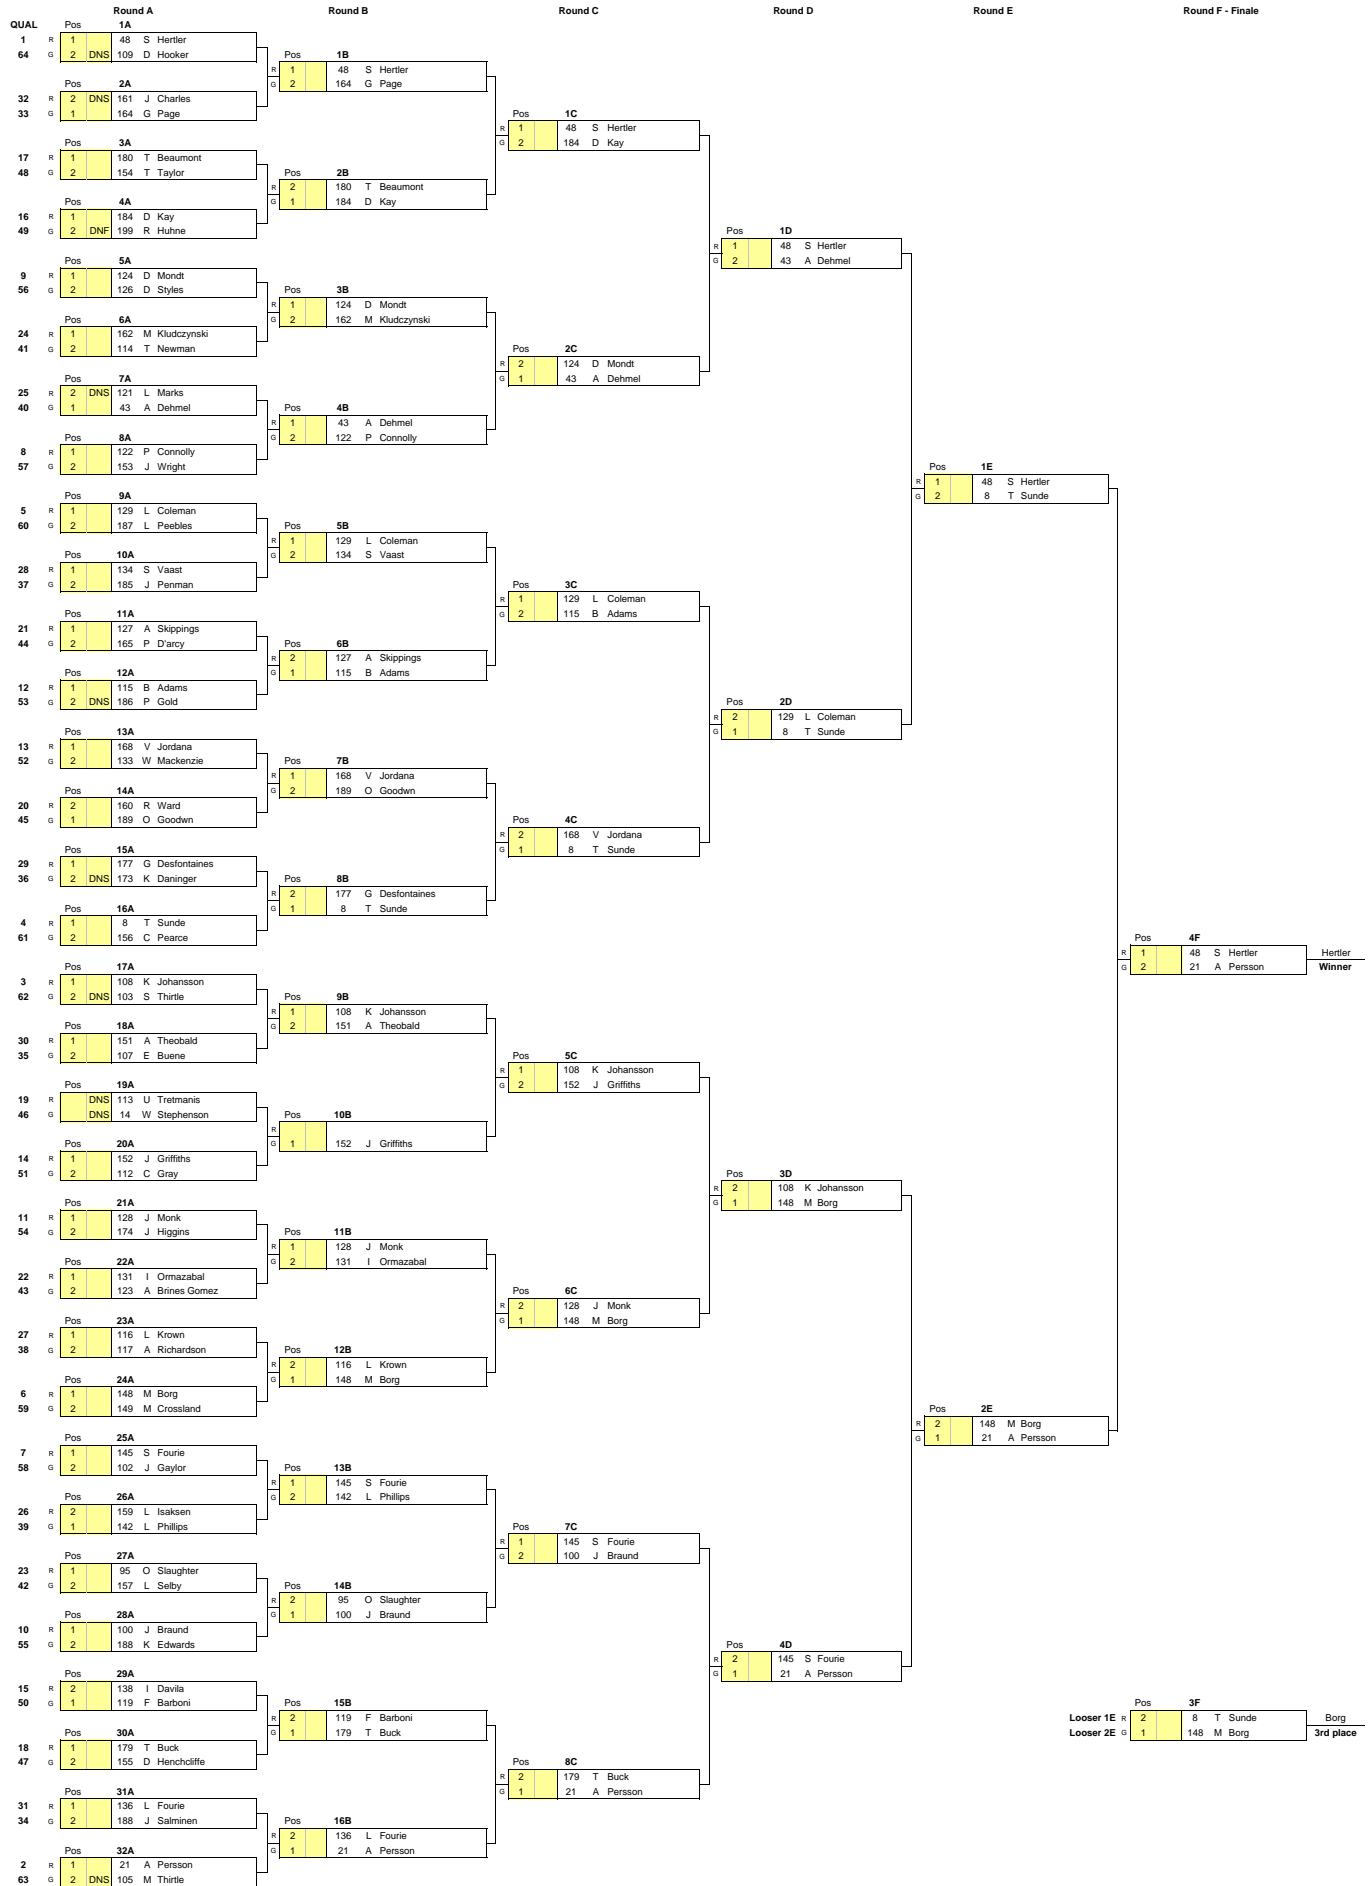 Round A Round B Round C Round D Round E Round F - Finale
QUAL Pos 1A
1 R 1 48 S Hertler
64 G 2 DNS 109 D Hooker
Pos 2A
32 R 2 DNS 161 J Charles
33 G 1 164 G Page
Pos 3A
17 R 1 180 T Beaumont
48 G 2 154 T Taylor
Pos 4A
16 R 1 184 D Kay
49 G 2 DNF 199 R Huhne
Pos 5A
9 R 1 124 D Mondt
56 G 2 126 D Styles
Pos 6A
24 R 1 162 M Kludczynski
41 G 2 114 T Newman
Pos 7A
25 R 2 DNS 121 L Marks
40 G 1 43 A Dehmel
Pos 8A
8 R 1 122 P Connolly
57 G 2 153 J Wright
Pos 9A
5 R 1 129 L Coleman
60 G 2 187 L Peebles
Pos 10A
28 R 1 134 S Vaast
37 G 2 185 J Penman
Pos 11A
21 R 1 127 A Skippings
44 G 2 165 P D'arcy
Pos 12A
12 R 1 115 B Adams
53 G 2 DNS 186 P Gold
Pos 13A
13 R 1 168 V Jordana
52 G 2 133 W Mackenzie
Pos 14A
20 R 2 160 R Ward
45 G 1 189 O Goodwn
Pos 15A
29 R 1 177 G Desfontaines
36 G 2 DNS 173 K Daninger
Pos 16A
4 R 1 8 T Sunde
61 G 2 156 C Pearce
Pos 17A
3 R 1 108 K Johansson
62 G 2 DNS 103 S Thirtle
Pos 18A
30 R 1 151 A Theobald
35 G 2 107 E Buene
Pos 19A
19 R DNS 113 U Tretmanis
46 G DNS 14 W Stephenson
Pos 20A
14 R 1 152 J Griffiths
51 G 2 112 C Gray
Pos 21A
11 R 1 128 J Monk
54 G 2 174 J Higgins
Pos 22A
22 R 1 131 I Ormazabal
43 G 2 123 A Brines Gomez
Pos 23A
27 R 1 116 L Krown
38 G 2 117 A Richardson
Pos 24A
6 R 1 148 M Borg
59 G 2 149 M Crossland
Pos 25A
7 R 1 145 S Fourie
58 G 2 102 J Gaylor
Pos 26A
26 R 2 159 L Isaksen
39 G 1 142 L Phillips
Pos 27A
23 R 1 95 O Slaughter
42 G 2 157 L Selby
Pos 28A
10 R 1 100 J Braund
55 G 2 188 K Edwards
Pos 29A
15 R 2 138 I Davila
50 G 1 119 F Barboni
Pos 30A
18 R 1 179 T Buck
47 G 2 155 D Henchcliffe
Pos 31A
31 R 1 136 L Fourie
34 G 2 188 J Salminen
Pos 32A
2 R 1 21 A Persson
63 G 2 DNS 105 M Thirtle
Pos 1B
R 1 48 S Hertler
G 2 164 G Page
Pos 2B
R 2 180 T Beaumont
G 1 184 D Kay
Pos 3B
R 1 124 D Mondt
G 2 162 M Kludczynski
Pos 4B
R 1 43 A Dehmel
G 2 122 P Connolly
Pos 5B
R 1 129 L Coleman
G 2 134 S Vaast
Pos 6B
R 2 127 A Skippings
G 1 115 B Adams
Pos 7B
R 1 168 V Jordana
G 2 189 O Goodwn
Pos 8B
R 2 177 G Desfontaines
G 1 8 T Sunde
Pos 9B
R 1 108 K Johansson
G 2 151 A Theobald
Pos 10B
R
G 1 152 J Griffiths
Pos 11B
R 1 128 J Monk
G 2 131 I Ormazabal
Pos 12B
R 2 116 L Krown
G 1 148 M Borg
Pos 13B
R 1 145 S Fourie
G 2 142 L Phillips
Pos 14B
R 2 95 O Slaughter
G 1 100 J Braund
Pos 15B
R 2 119 F Barboni
G 1 179 T Buck
Pos 16B
R 2 136 L Fourie
G 1 21 A Persson
Pos 1C
R 1 48 S Hertler
G 2 184 D Kay
Pos 2C
R 2 124 D Mondt
G 1 43 A Dehmel
Pos 3C
R 1 129 L Coleman
G 2 115 B Adams
Pos 4C
R 2 168 V Jordana
G 1 8 T Sunde
Pos 5C
R 1 108 K Johansson
G 2 152 J Griffiths
Pos 6C
R 2 128 J Monk
G 1 148 M Borg
Pos 7C
R 1 145 S Fourie
G 2 100 J Braund
Pos 8C
R 2 179 T Buck
G 1 21 A Persson
Pos 1D
R 1 48 S Hertler
G 2 43 A Dehmel
Pos 2D
R 2 129 L Coleman
G 1 8 T Sunde
Pos 3D
R 2 108 K Johansson
G 1 148 M Borg
Pos 4D
R 2 145 S Fourie
G 1 21 A Persson
Pos 1E
R 1 48 S Hertler
G 2 8 T Sunde
Pos 2E
R 2 148 M Borg
G 1 21 A Persson
Pos 4F
R 1 48 S Hertler Hertler
G 2 21 A Persson Winner
Pos 3F
Looser 1E R 2 8 T Sunde Borg
Looser 2E G 1 148 M Borg 3rd place